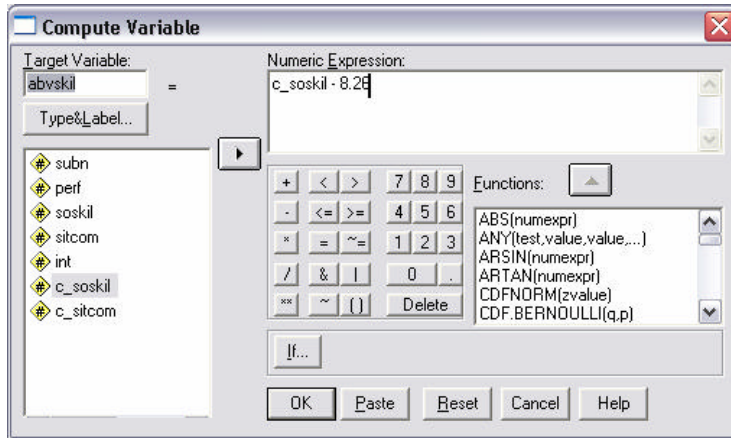 Compute Variable
Target Variable:
abvskil
=
Numeric Expression:
c_soskil - 8.26
Type&Label...
subn
perf
soskil
sitcom
int
c_soskil
c_sitcom
+ < > 7 8 9
- <= >= 4 5 6
* = ~= 1 2 3
/ & | 0 .
** ~ ( ) Delete
Functions:
ABS(numexpr)
ANY(test,value,value,...)
ARSIN(numexpr)
ARTAN(numexpr)
CDFNORM(zvalue)
CDF.BERNOULLI(q,p)
If...
OK Paste Reset Cancel Help